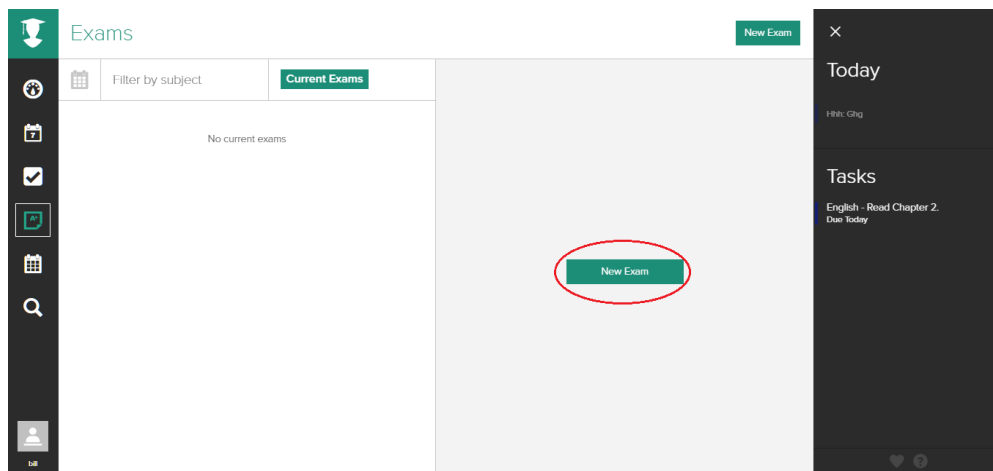 Exams
New Exam
Filter by subject
Current Exams
No current exams
New Exam
7
A+
bill
Today
Hhh: Ghg
Tasks
English - Read Chapter 2.
Due Today
?